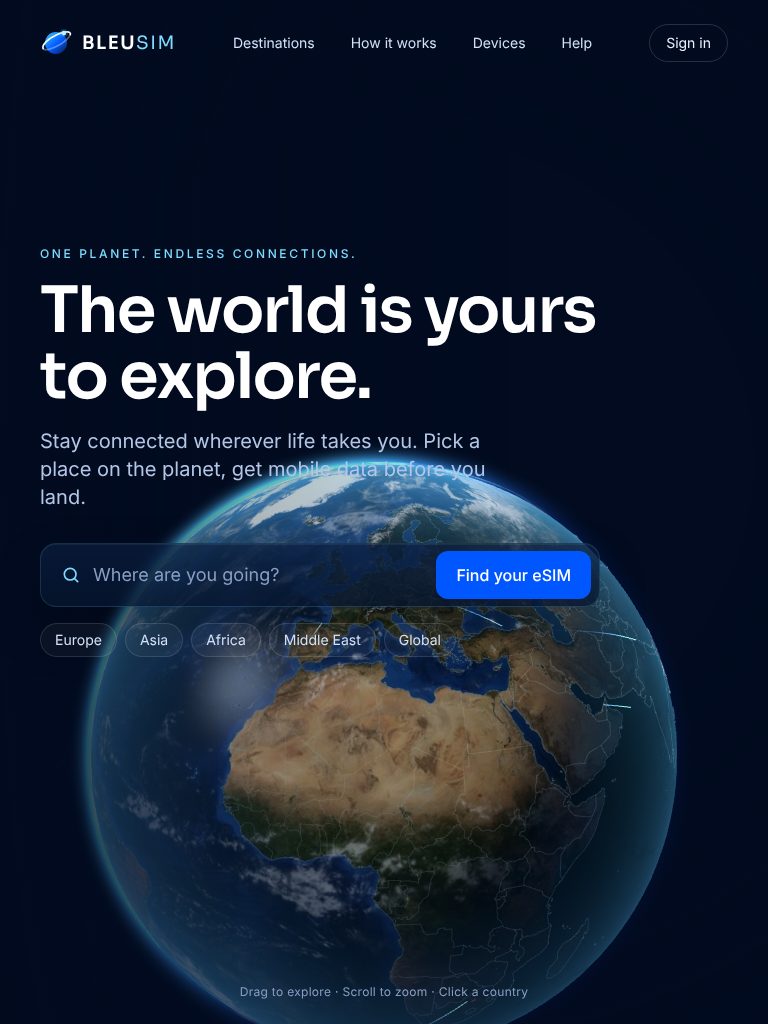 BLEUSIM
Destinations
How it works
Devices
Help
Sign in
ONE PLANET. ENDLESS CONNECTIONS.
The world is yours
to explore.
Stay connected wherever life takes you. Pick a
place on the planet, get mobile data before you
land.
Where are you going?
Find your eSIM
Europe
Asia
Africa
Middle East
Global
Drag to explore · Scroll to zoom · Click a country